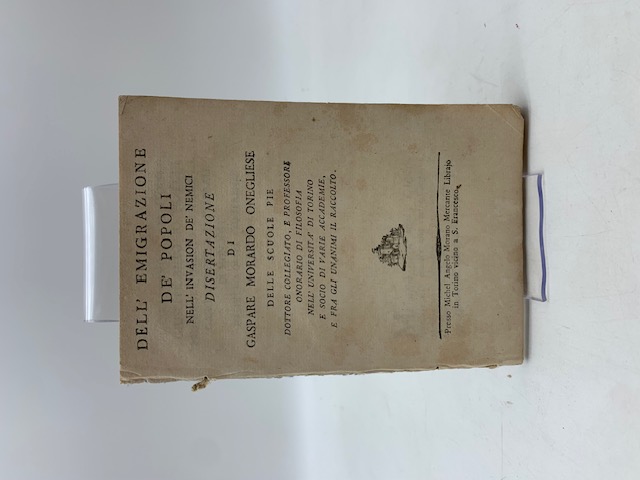 DELL' EMIGRAZIONE
DE' POPOLI
NELL' INVASION DE' NEMICI
DISERTAZIONE
DI
GASPARE MORARDO ONEGLIESE
DELLE SCUOLE PIE
DOTTORE COLLEGIATO, E PROFESSORE
ONORARIO DI FILOSOFIA
NELL' UNIVERSITA' DI TORINO
E SOCIO DI VARIE ACCADEMIE,
E FRA GLI UNANIMI IL RACCOLTO.
Presso Michel Angelo Morano Mercante Librajo
in Torino vicino a S. Francesco.